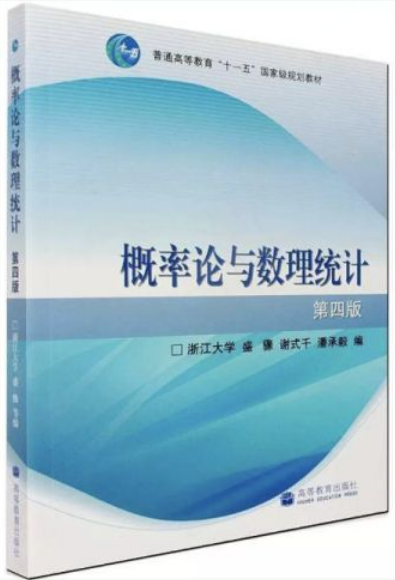 普通高等教育“十一五”国家级规划教材
概率论与数理统计
第四版
□ 浙江大学 盛 骤 谢式千 潘承毅 编
高等教育出版社
HIGHER EDUCATION PRESS
概率论与数理统计 第四版
□ 浙江大学 盛 骤 等编
高等教育出版社